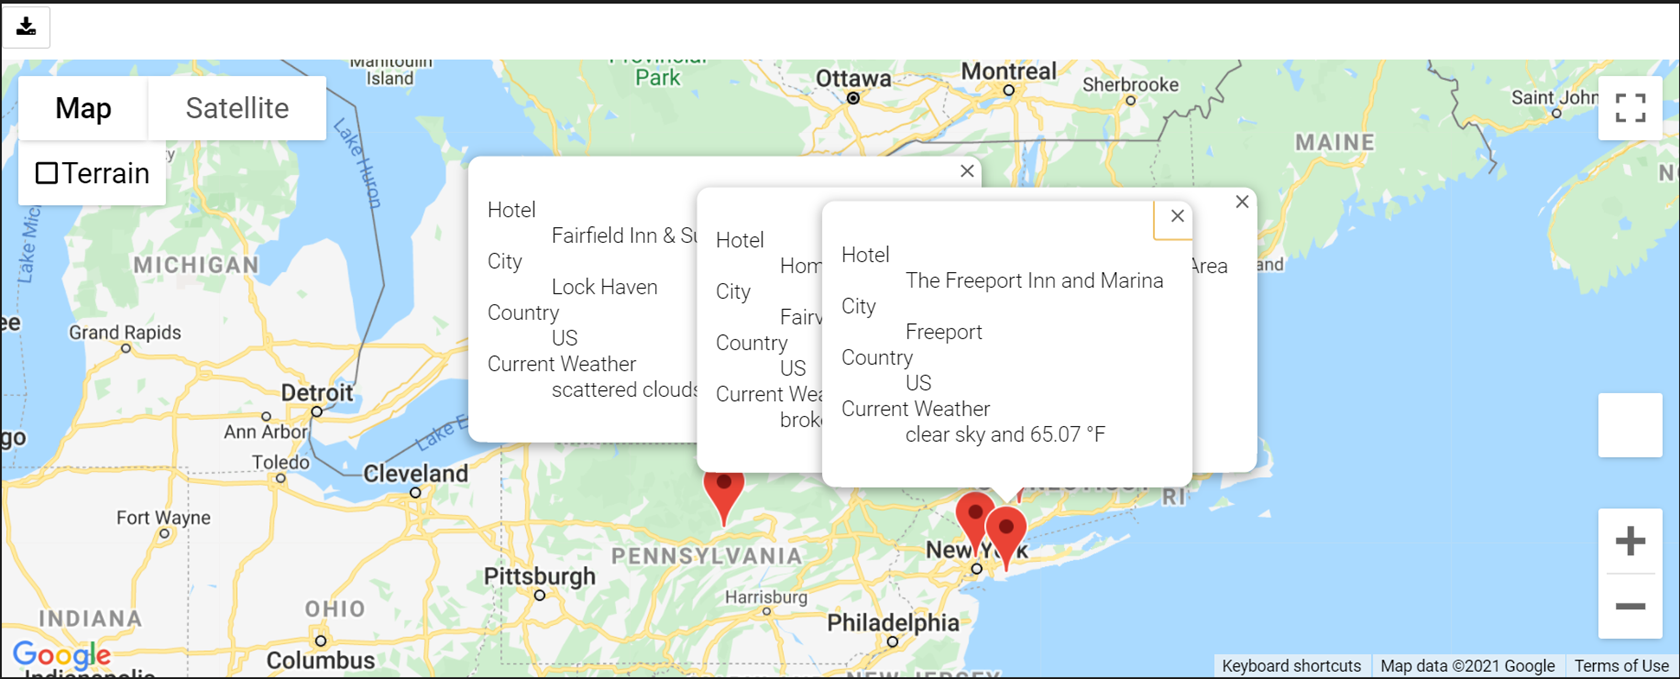 Manitoulin
Island
Provincial
Park
Ottawa
Montreal
Sherbrooke
Saint John
Map
Satellite
Terrain
MAINE
Lake Huron
Lake
MICHIGAN
Grand Rapids
Detroit
Ann Arbor
Toledo
Lake E
Cleveland
Fort Wayne
Pittsburgh
INDIANA
OHIO
Columbus
Google
Indianapolis
Hotel
Fairfield Inn & Su
City
Lock Haven
Country
US
Current Weather
scattered clouds
Hotel
Hom
Area
City
Fairv
Country
US
Current Wea
brok
Hotel
The Freeport Inn and Marina
City
Freeport
Country
US
Current Weather
clear sky and 65.07 °F
and
RI
PENNSYLVANIA
New York
Harrisburg
Philadelphia
NEW JERSEY
Keyboard shortcuts
Map data ©2021 Google
Terms of Use